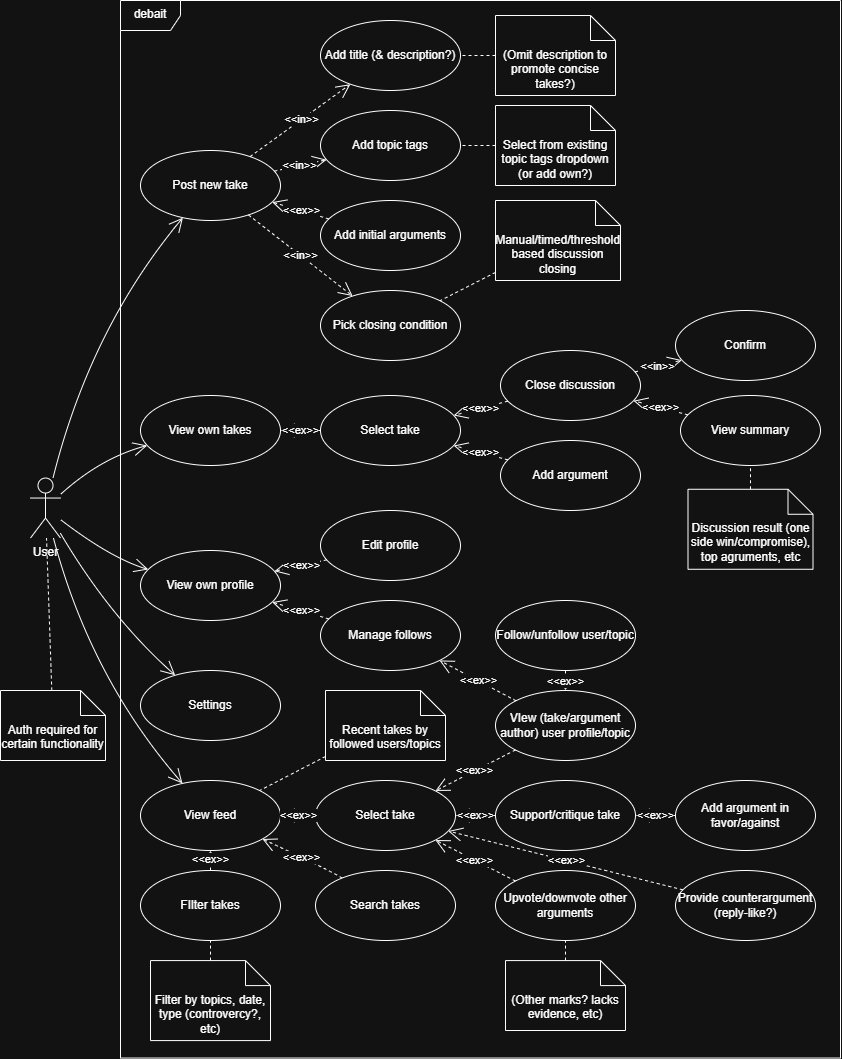 debait
Add title (& description?)
(Omit description to
promote concise
takes?)
<<in>>
Add topic tags
Select from existing
topic tags dropdown
(or add own?)
<<in>>
Post new take
<<ex>>
Add initial arguments
Manual/timed/threshold
based discussion
closing
<<in>>
Pick closing condition
Confirm
<<in>>
Close discussion
<<ex>>
<<ex>>
View own takes
<<ex>>
Select take
View summary
<<ex>>
Add argument
User
Discussion result (one
side win/compromise),
top agruments, etc
Edit profile
<<ex>>
View own profile
<<ex>>
Manage follows
Follow/unfollow user/topic
<<ex>>
<<ex>>
Settings
Auth required for
certain functionality
Recent takes by
followed users/topics
VIew (take/argument
author) user profile/topic
<<ex>>
View feed
<<ex>>
Select take
<<ex>>
Support/critique take
<<ex>>
Add argument in
favor/against
<<ex>>
<<ex>>
<<ex>>
<<ex>>
FIlter takes
Search takes
Upvote/downvote other
arguments
Provide counterargument
(reply-like?)
Filter by topics, date,
type (controvercy?,
etc)
(Other marks? lacks
evidence, etc)